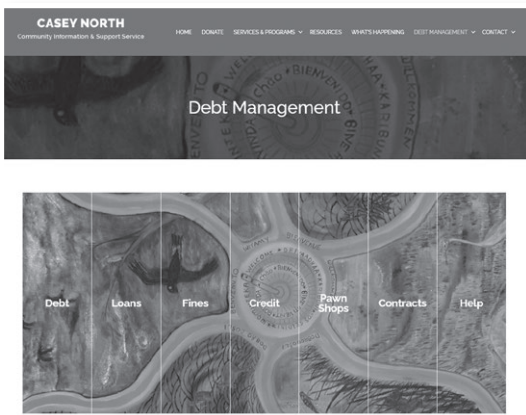 CASEY NORTH
Community Information & Support Service
HOME DONATE SERVICES & PROGRAMS RESOURCES WHAT'S HAPPENING DEBT MANAGEMENT CONTACT
Debt Management
Debt Loans Fines Credit Pawn Shops Contracts Help